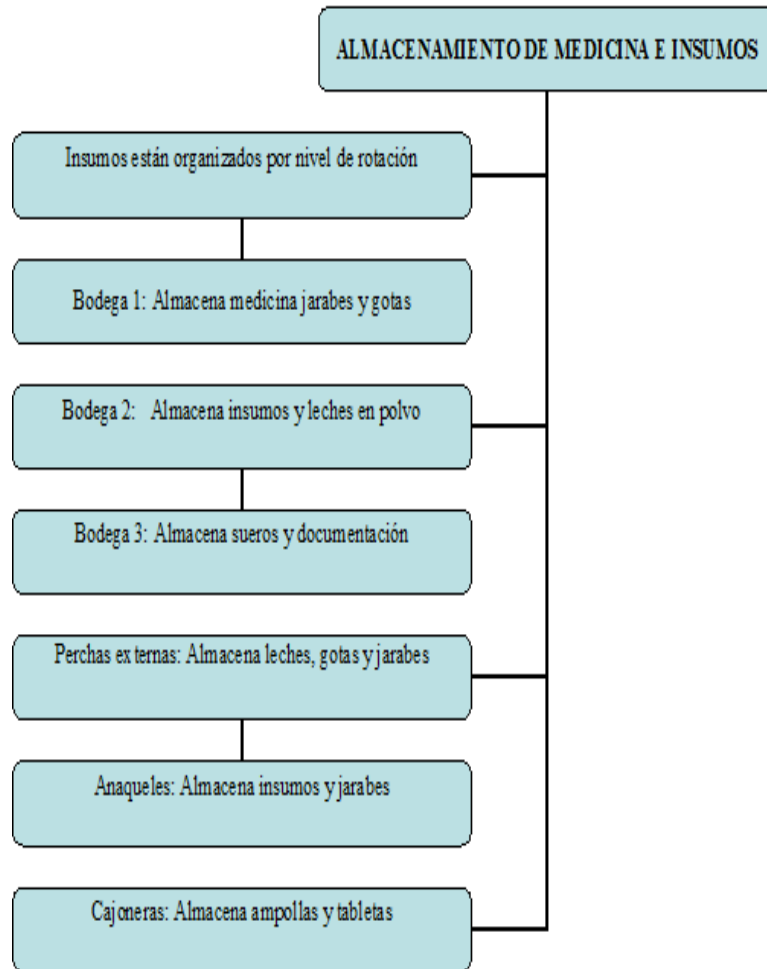 ALMACENAMIENTO DE MEDICINA E INSUMOS
Insumos están organizados por nivel de rotación
Bodega 1: Almacena medicina jarabes y gotas
Bodega 2: Almacena insumos y leches en polvo
Bodega 3: Almacena sueros y documentación
Perchas externas: Almacena leches, gotas y jarabes
Anaqueles: Almacena insumos y jarabes
Cajoneras: Almacena ampollas y tabletas